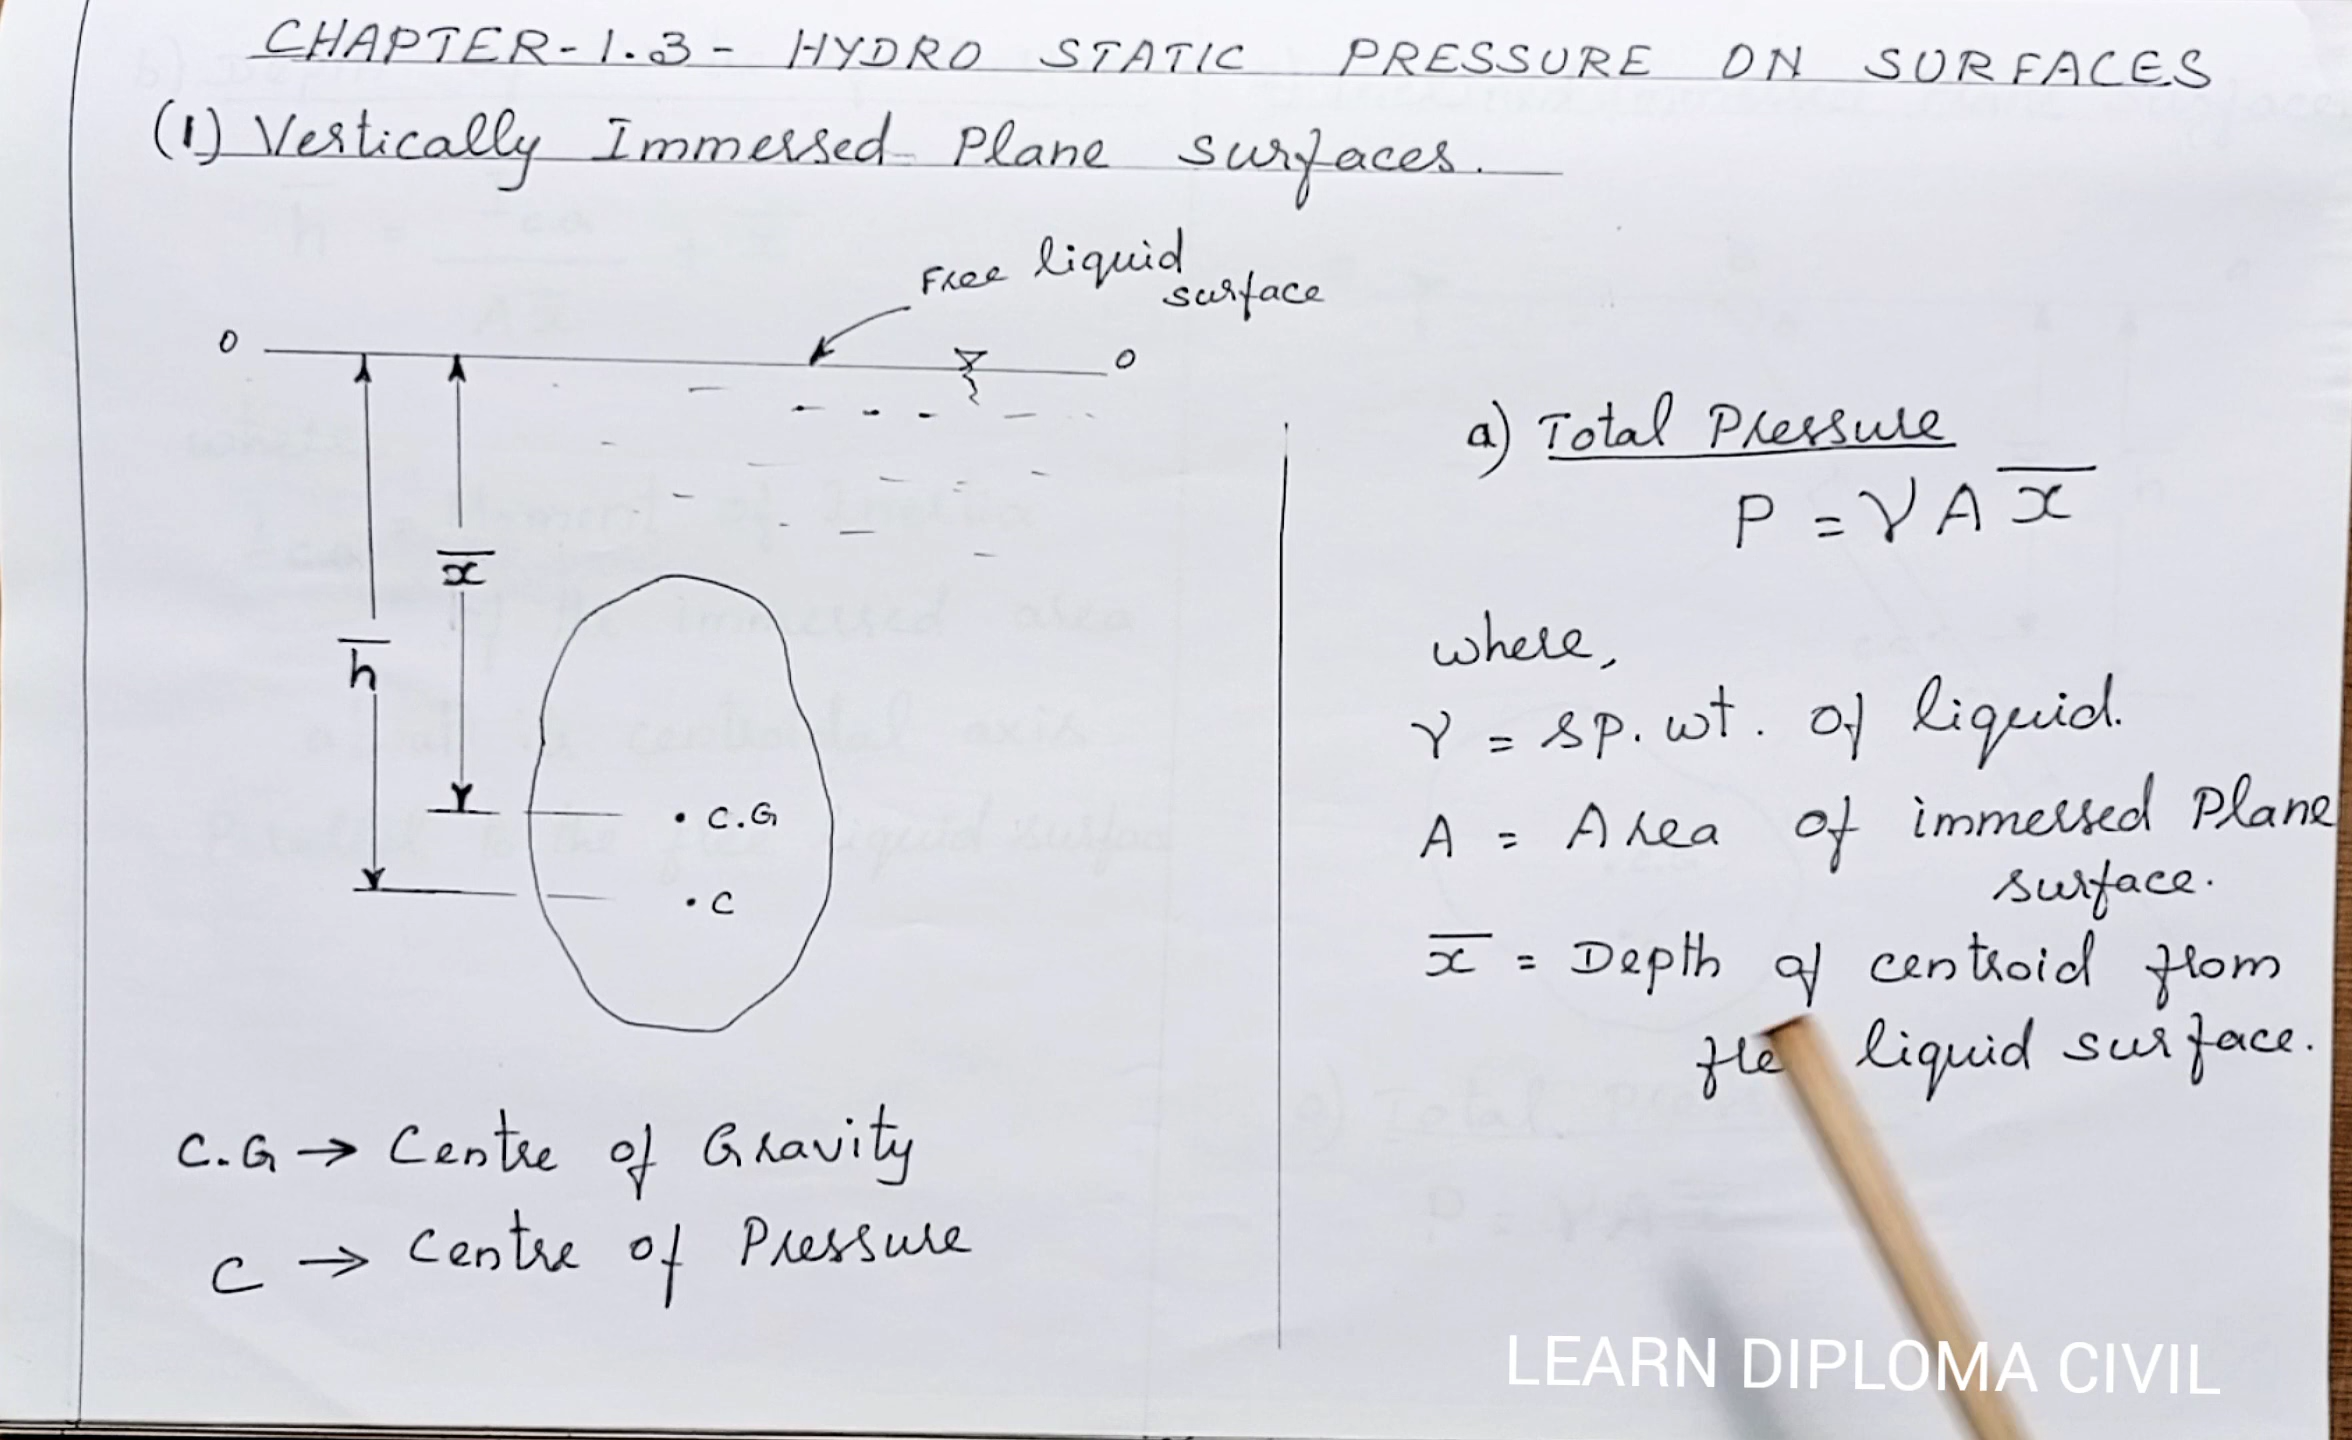 CHAPTER-1.3 - HYDRO STATIC PRESSURE ON SURFACES
(1) Vertically Immersed Plane surfaces.
Free liquid
surface
o
o
x̄
h̄
. C.G
. C
C.G → Centre of Gravity
C → Centre of Pressure
a) Total Pressure
P = γ A x̄
where,
γ = sp. wt. of liquid.
A = Area of immersed Plane
surface.
x̄ = Depth of centroid from
liquid surface.
LEARN DIPLOMA CIVIL